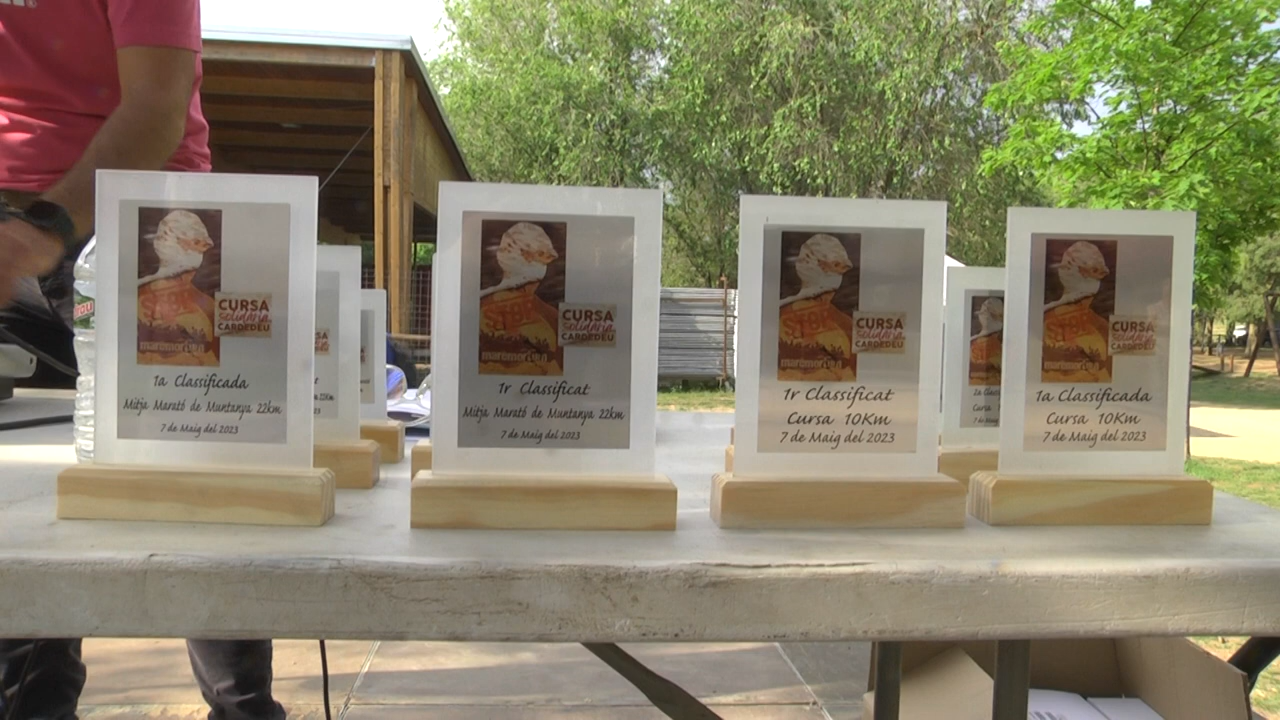 CURSA
solidària
CARDEDEU
1a Classificada
Mitja Marató de Muntanya 22km
7 de Maig del 2023
CURSA
solidària
CARDEDEU
1r Classificat
Mitja Marató de Muntanya 22km
7 de Maig del 2023
CURSA
solidària
CARDEDEU
1r Classificat
Cursa 10Km
7 de Maig del 2023
CURSA
solidària
CARDEDEU
1a Classificada
Cursa 10Km
7 de Maig del 2023